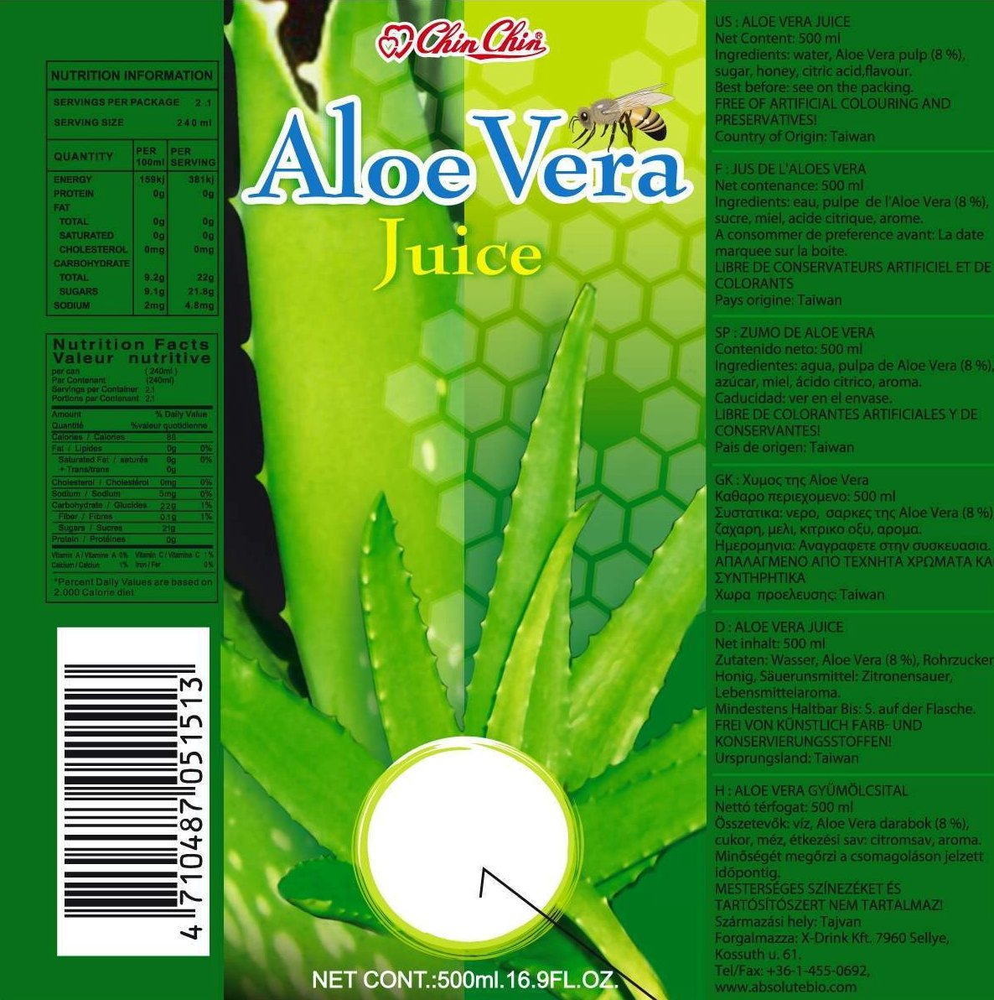 NUTRITION INFORMATION
SERVINGS PER PACKAGE 2.1
SERVING SIZE 240ml
QUANTITY PER 100ml PER SERVING
ENERGY 159kj 381kj
PROTEIN 0g 0g
FAT
TOTAL 0g 0g
SATURATED 0g 0g
CHOLESTEROL 0mg 0mg
CARBOHYDRATE
TOTAL 9.2g 22g
SUGARS 9.1g 21.8g
SODIUM 2mg 4.8mg
Nutrition Facts
Valeur nutritive
per can (240ml)
Par Contenant (240ml)
Servings per Container 2.1
Portions par Contenant 2.1
Amount % Daily Value
Quantité %valeur quotidienne
Calories / Calories 88
Fat / Lipides 0g 0%
Saturated Fat / saturés 0g 0%
+ Trans/trans 0g
Cholesterol / Cholestérol 0mg 0%
Sodium / Sodium 5mg 0%
Carbohydrate / Glucides 22g 1%
Fiber / Fibres 0.1g 1%
Sugars / Sucres 21g
Protein / Protéines 0g
Vitamin A / Vitamine A 0% Vitamin C / Vitamine C 1%
Calcium / Calciun 1% Iron / Fer 0%
*Percent Daily Values are based on
2.000 Calorie diet
4 710487 051513
Chin Chin®
Aloe Vera
Juice
NET CONT.:500ml.16.9FL.OZ.
US : ALOE VERA JUICE
Net Content: 500 ml
Ingredients: water, Aloe Vera pulp (8 %),
sugar, honey, citric acid,flavour.
Best before: see on the packing.
FREE OF ARTIFICIAL COLOURING AND
PRESERVATIVES!
Country of Origin: Taiwan
F : JUS DE L'ALOES VERA
Net contenance: 500 ml
Ingredients: eau, pulpe de l'Aloe Vera (8 %),
sucre, miel, acide citrique, arome.
A consommer de preference avant: La date
marquee sur la boite.
LIBRE DE CONSERVATEURS ARTIFICIEL ET DE
COLORANTS
Pays origine: Taiwan
SP : ZUMO DE ALOE VERA
Contenido neto: 500 ml
Ingredientes: agua, pulpa de Aloe Vera (8 %),
azúcar, miel, ácido cítrico, aroma.
Caducidad: ver en el envase.
LIBRE DE COLORANTES ARTIFICIALES Y DE
CONSERVANTES!
Pais de origen: Taiwan
GK : Χυμος της Aloe Vera
Καθαρο περιεχομενο: 500 ml
Συστατικα: νερο, σαρκες της Aloe Vera (8 %)
ζαχαρη, μελι, κιτρικο οξυ, αρομα.
Ημερομηνια: Αναγραφετε στην συσκευασια.
ΑΠΑΛΑΓΜΕΝΟ ΑΠΟ ΤΕΧΝΗΤΑ ΧΡΩΜΑΤΑ ΚΑ
ΣΥΝΤΗΡΗΤΙΚΑ
Χωρα προελευσης: Taiwan
D : ALOE VERA JUICE
Net inhalt: 500 ml
Zutaten: Wasser, Aloe Vera (8 %), Rohrzucker
Honig, Säuerunsmittel: Zitronensauer,
Lebensmittelaroma.
Mindestens Haltbar Bis: S. auf der Flasche.
FREI VON KÜNSTLICH FARB- UND
KONSERVIERUNGSSTOFFEN!
Ursprungsland: Taiwan
H : ALOE VERA GYÜMÖLCSITAL
Nettó térfogat: 500 ml
Összetevők: víz, Aloe Vera darabok (8 %),
cukor, méz, étkezési sav: citromsav, aroma.
Minőségét megőrzi a csomagoláson jelzett
időpontig.
MESTERSÉGES SZÍNEZÉKET ÉS
TARTÓSÍTÓSZERT NEM TARTALMAZ!
Származási hely: Tajvan
Forgalmazza: X-Drink Kft. 7960 Sellye,
Kossuth u. 61.
Tel/Fax: +36-1-455-0692,
www.absolutebio.com